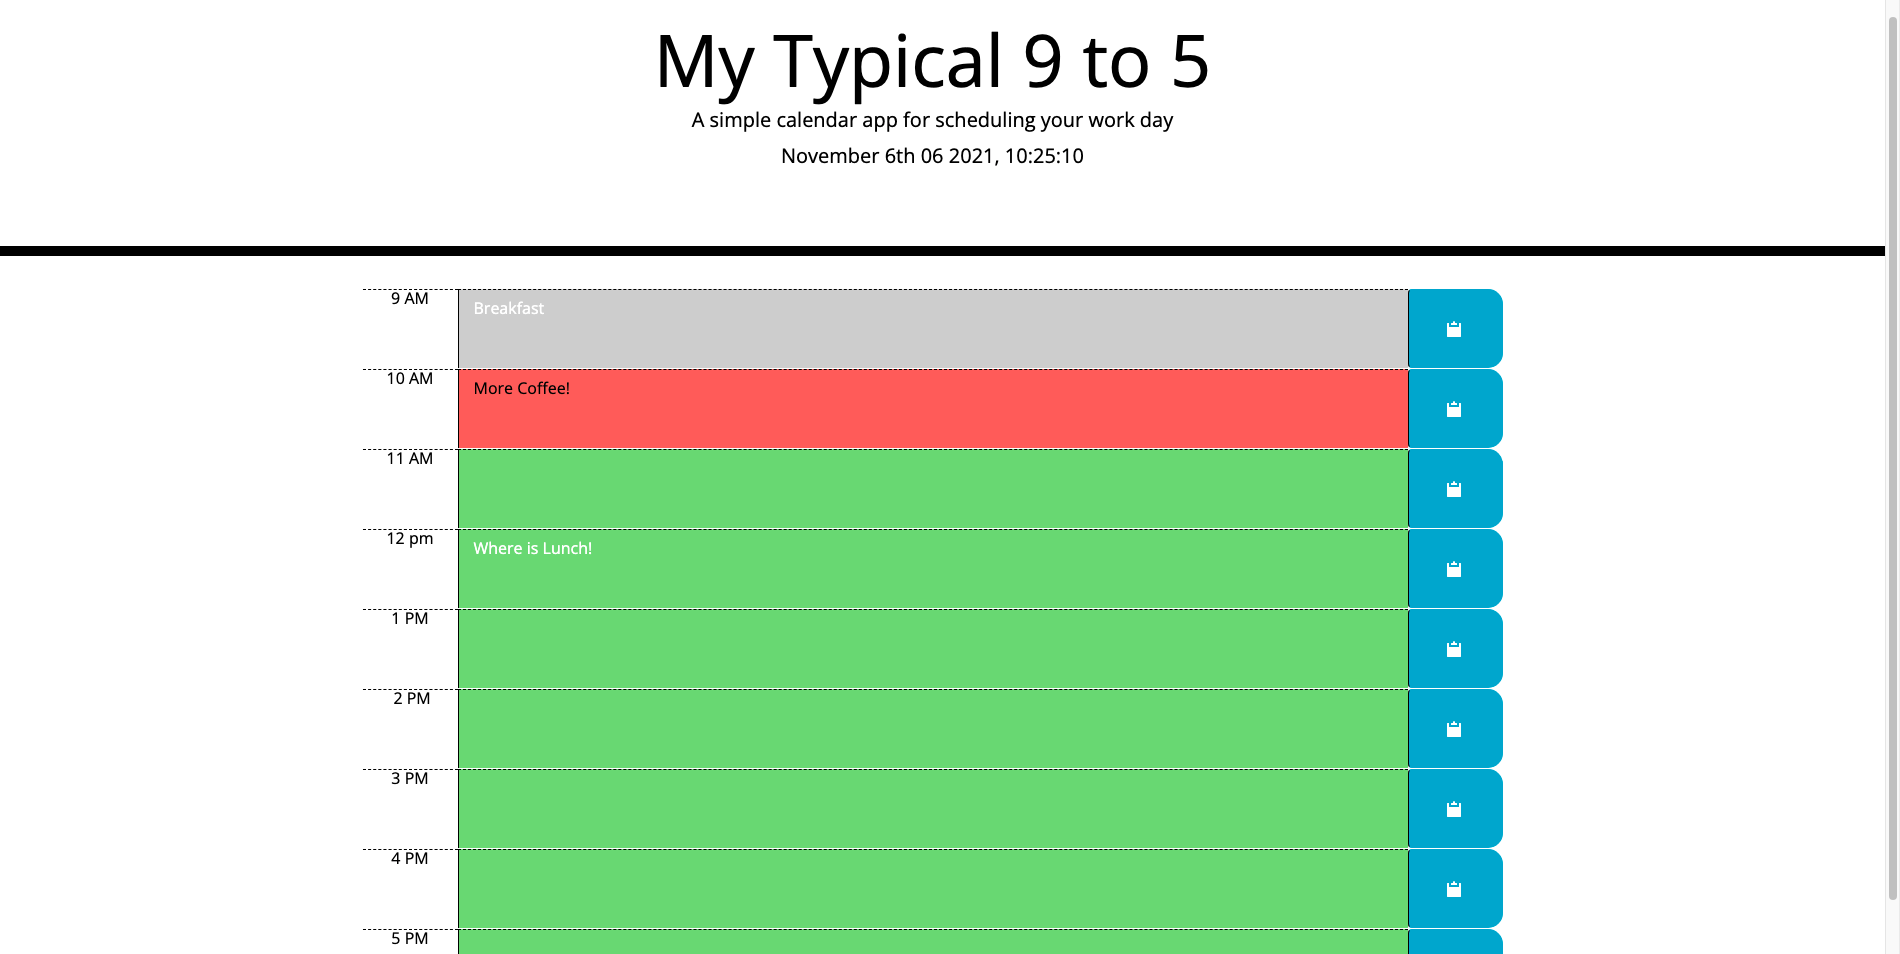 My Typical 9 to 5
A simple calendar app for scheduling your work day
November 6th 06 2021, 10:25:10
9 AM
Breakfast
10 AM
More Coffee!
11 AM
12 pm
Where is Lunch!
1 PM
2 PM
3 PM
4 PM
5 PM